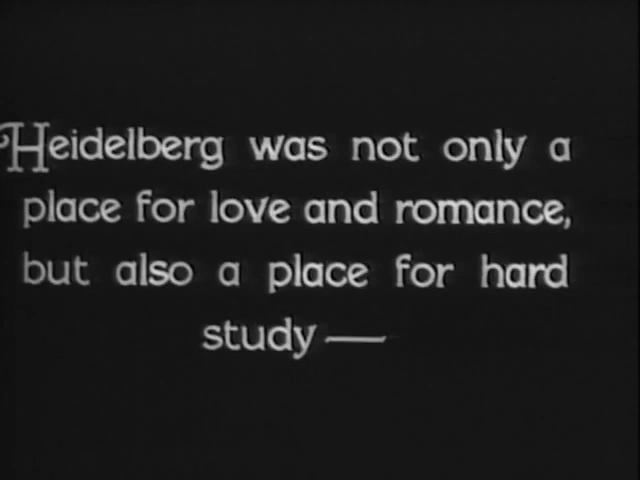 Heidelberg was not only a
place for love and romance,
but also a place for hard
study —